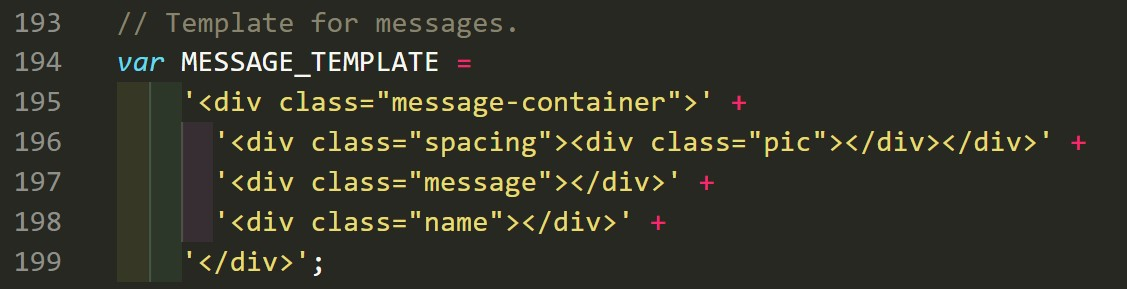 193 // Template for messages.
194 var MESSAGE_TEMPLATE =
195 '<div class="message-container">' +
196 '<div class="spacing"><div class="pic"></div></div>' +
197 '<div class="message"></div>' +
198 '<div class="name"></div>' +
199 '</div>';